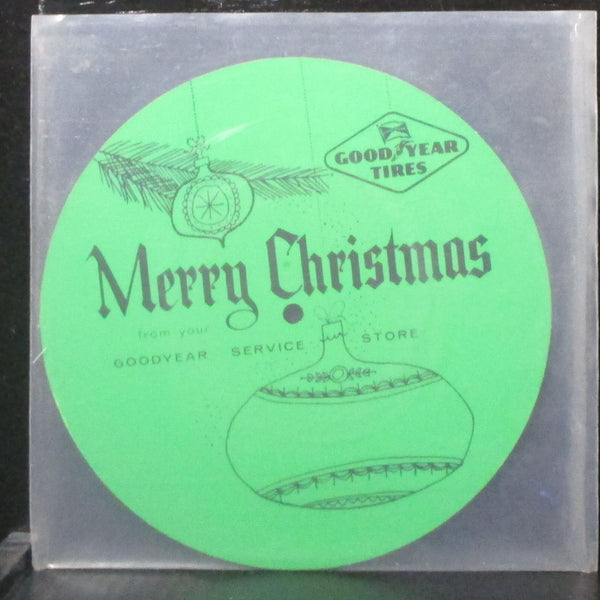 GOOD YEAR
TIRES
Merry Christmas
from your
GOODYEAR SERVICE STORE